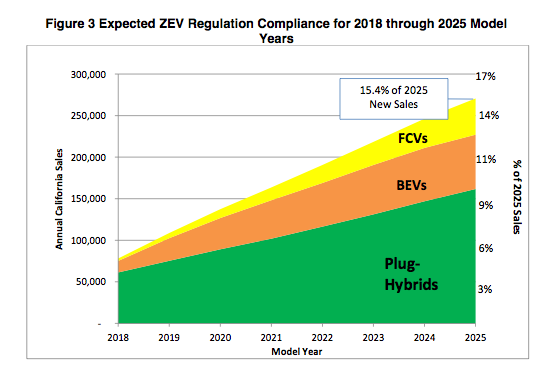 Figure 3 Expected ZEV Regulation Compliance for 2018 through 2025 Model
Years
300,000
250,000
200,000
150,000
100,000
50,000
-
17%
14%
11%
9%
6%
3%
15.4% of 2025
New Sales
FCVs
BEVs
Plug-
Hybrids
Annual California Sales
% of 2025 Sales
2018 2019 2020 2021 2022 2023 2024 2025
Model Year